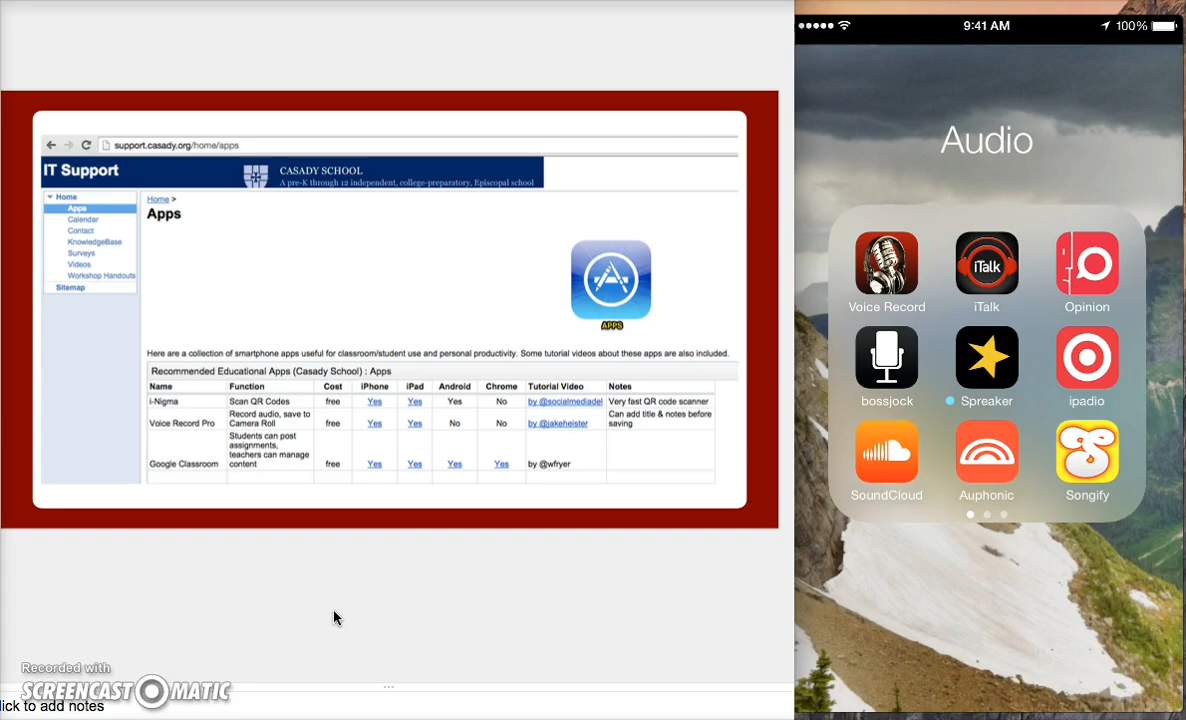 support.casady.org/home/apps
IT Support
CASADY SCHOOL
A pre-K through 12 independent, college-preparatory, Episcopal school
Home
Apps
Calendar
Contact
KnowledgeBase
Surveys
Videos
Workshop Handouts
Sitemap
Home >
Apps
APPS
Here are a collection of smartphone apps useful for classroom/student use and personal productivity. Some tutorial videos about these apps are also included.
Recommended Educational Apps (Casady School) : Apps
Name Function Cost iPhone iPad Android Chrome Tutorial Video Notes
i-Nigma Scan QR Codes free Yes Yes Yes No by @socialmediadel Very fast QR code scanner
Voice Record Pro Record audio, save to Camera Roll free Yes Yes No No by @jakeheister Can add title & notes before saving
Google Classroom Students can post assignments, teachers can manage content free Yes Yes Yes Yes by @wfryer
Recorded with
SCREENCAST-O-MATIC
lick to add notes
9:41 AM
100%
Audio
Voice Record
iTalk
iTalk
Opinion
bossjock
Spreaker
ipadio
SoundCloud
Auphonic
Songify